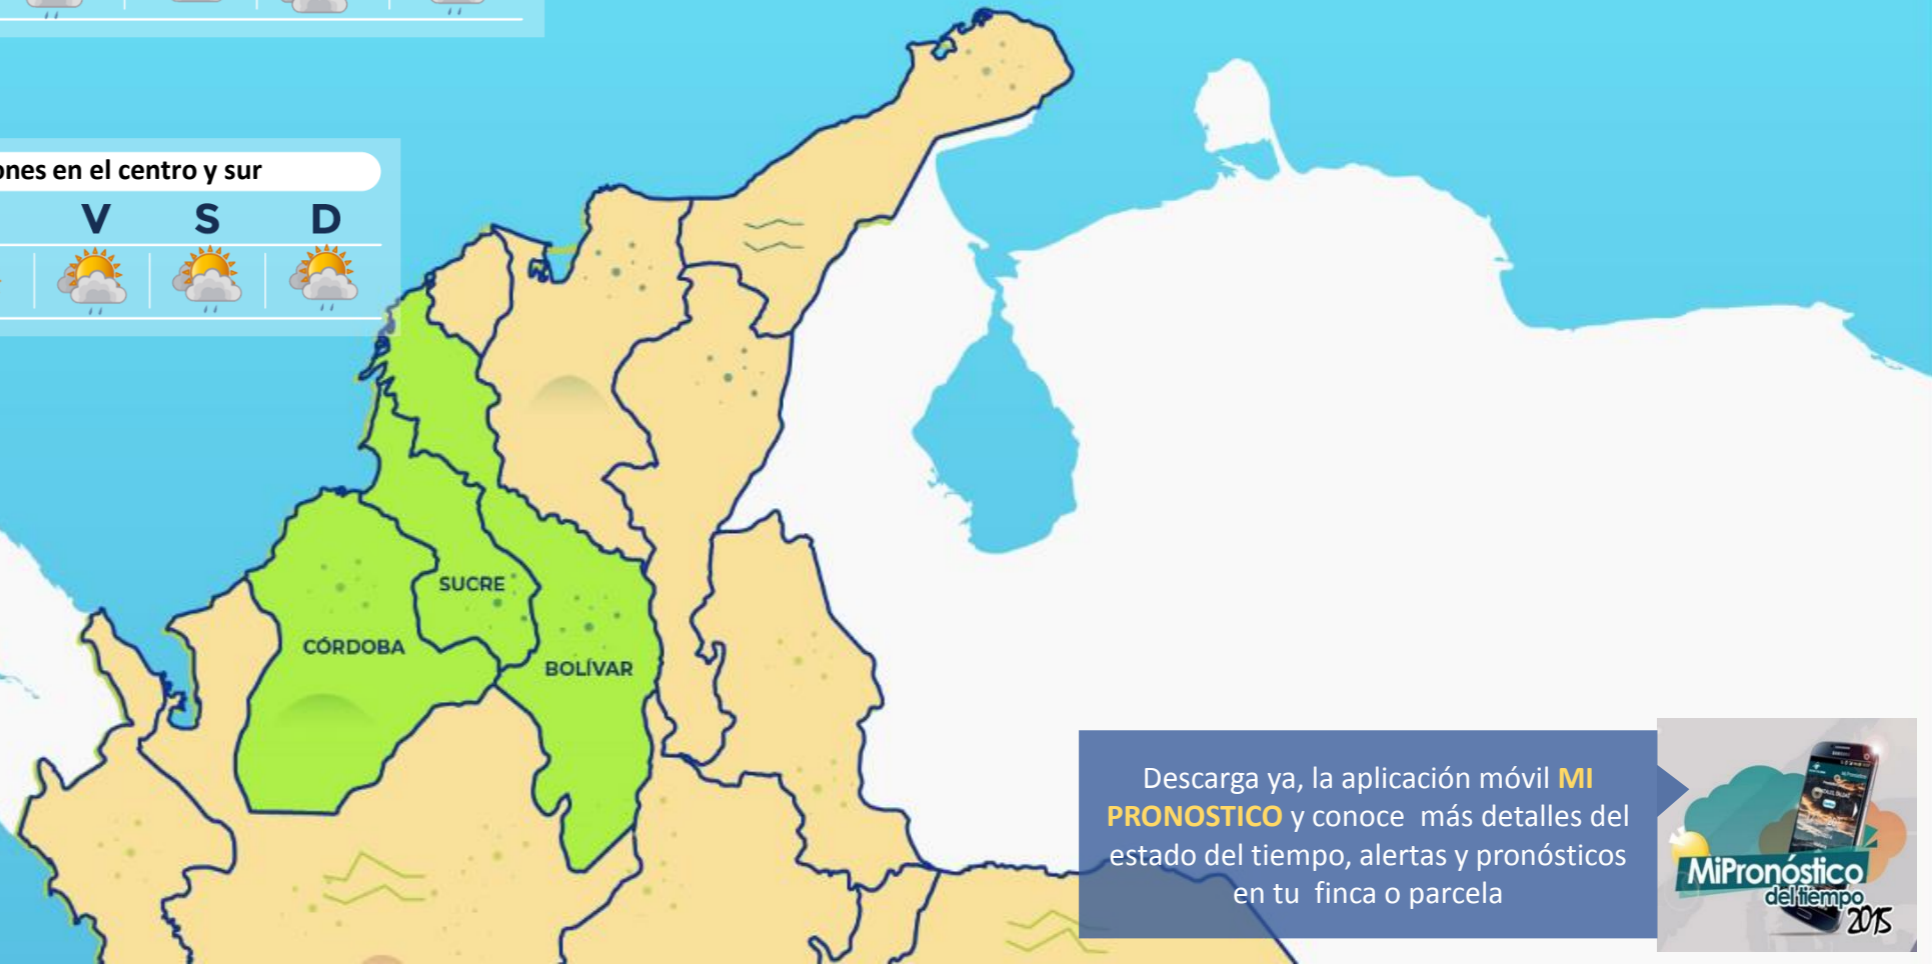 ones en el centro y sur
V S D
SUCRE
CÓRDOBA
BOLÍVAR
Descarga ya, la aplicación móvil MI
PRONOSTICO y conoce más detalles del
estado del tiempo, alertas y pronósticos
en tu finca o parcela
MiPronóstico
del tiempo
2015